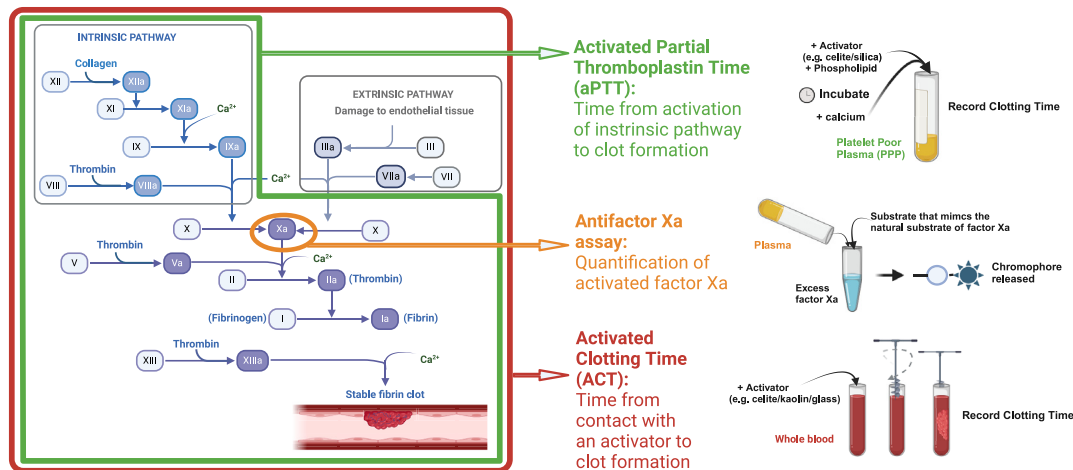 INTRINSIC PATHWAY
Collagen
XII
XIIa
XI
XIa
Ca²⁺
IX
IXa
Thrombin
VIII
VIIIa
Ca²⁺
EXTRINSIC PATHWAY
Damage to endothelial tissue
IIIa
III
VIIa
VII
X
Xa
X
Thrombin
V
Va
Ca²⁺
II
IIa
(Thrombin)
(Fibrinogen)
I
Ia
(Fibrin)
Thrombin
XIII
XIIIa
Ca²⁺
Stable fibrin clot
Activated Partial
Thromboplastin Time
(aPTT):
Time from activation
of instrinsic pathway
to clot formation
+ Activator
(e.g. celite/silica)
+ Phospholipid
Incubate
+ calcium
Platelet Poor
Plasma (PPP)
Record Clotting Time
Antifactor Xa
assay:
Quantification of
activated factor Xa
Plasma
Substrate that mimcs the
natural substrate of factor Xa
Excess
factor Xa
Chromophore
released
Activated
Clotting Time
(ACT):
Time from
contact with
an activator to
clot formation
+ Activator
(e.g. celite/kaolin/glass)
Whole blood
Record Clotting Time